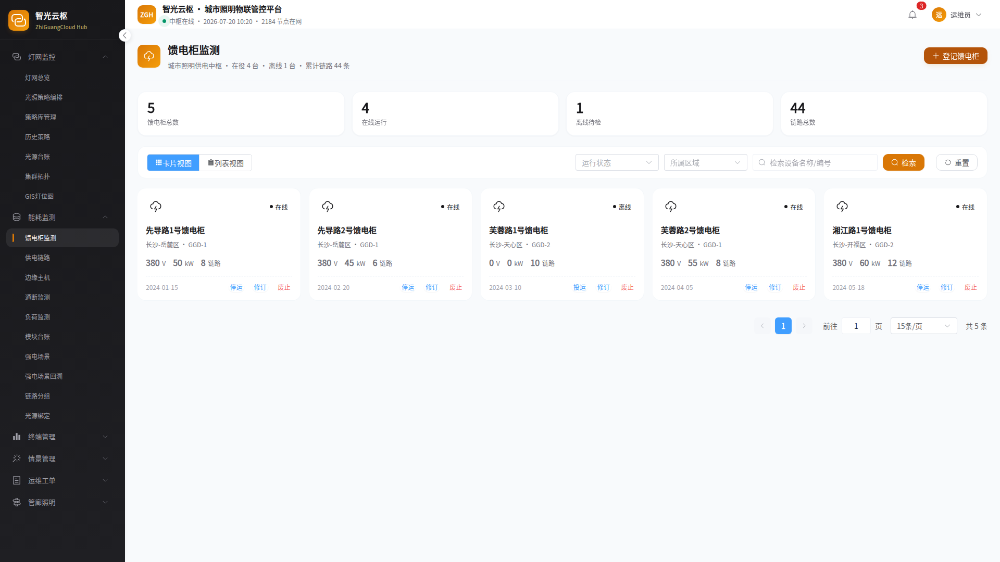 智光云枢
ZhiGuangCloud Hub
灯网监控
灯网总览
光照策略编排
策略库管理
历史策略
光源台账
集群拓扑
GIS灯位图
能耗监测
馈电柜监测
供电链路
边缘主机
通断监测
负荷监测
模块台账
强电场景
强电场景回溯
链路分组
光源绑定
终端管理
情景管理
运维工单
管廊照明
ZGH
智光云枢 · 城市照明物联管控平台
中枢在线 · 2026-07-20 10:20 · 2184 节点在网
3
运 运维员
馈电柜监测
城市照明供电中枢 · 在役 4 台 · 离线 1 台 · 累计链路 44 条
登记馈电柜
5
馈电柜总数
4
在线运行
1
离线待检
44
链路总数
卡片视图 列表视图 运行状态 所属区域 检索设备名称/编号 检索 重置
在线
先导路1号馈电柜
长沙-岳麓区 · GGD-1
380 V 50 kW 8 链路
2024-01-15 停运 修订 废止
在线
先导路2号馈电柜
长沙-岳麓区 · GGD-1
380 V 45 kW 6 链路
2024-02-20 停运 修订 废止
离线
芙蓉路1号馈电柜
长沙-天心区 · GGD-2
0 V 0 kW 10 链路
2024-03-10 投运 修订 废止
在线
芙蓉路2号馈电柜
长沙-天心区 · GGD-1
380 V 55 kW 8 链路
2024-04-05 停运 修订 废止
在线
湘江路1号馈电柜
长沙-开福区 · GGD-2
380 V 60 kW 12 链路
2024-05-18 停运 修订 废止
1 前往 1 页 15条/页 共 5 条